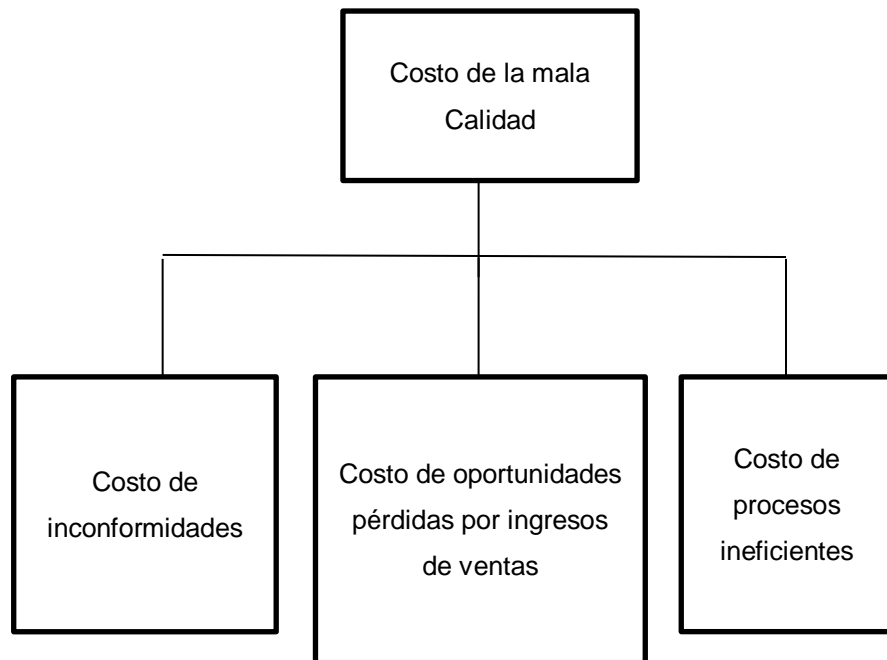 Costo de la mala
Calidad
Costo de
inconformidades
Costo de oportunidades
pérdidas por ingresos
de ventas
Costo de
procesos
ineficientes